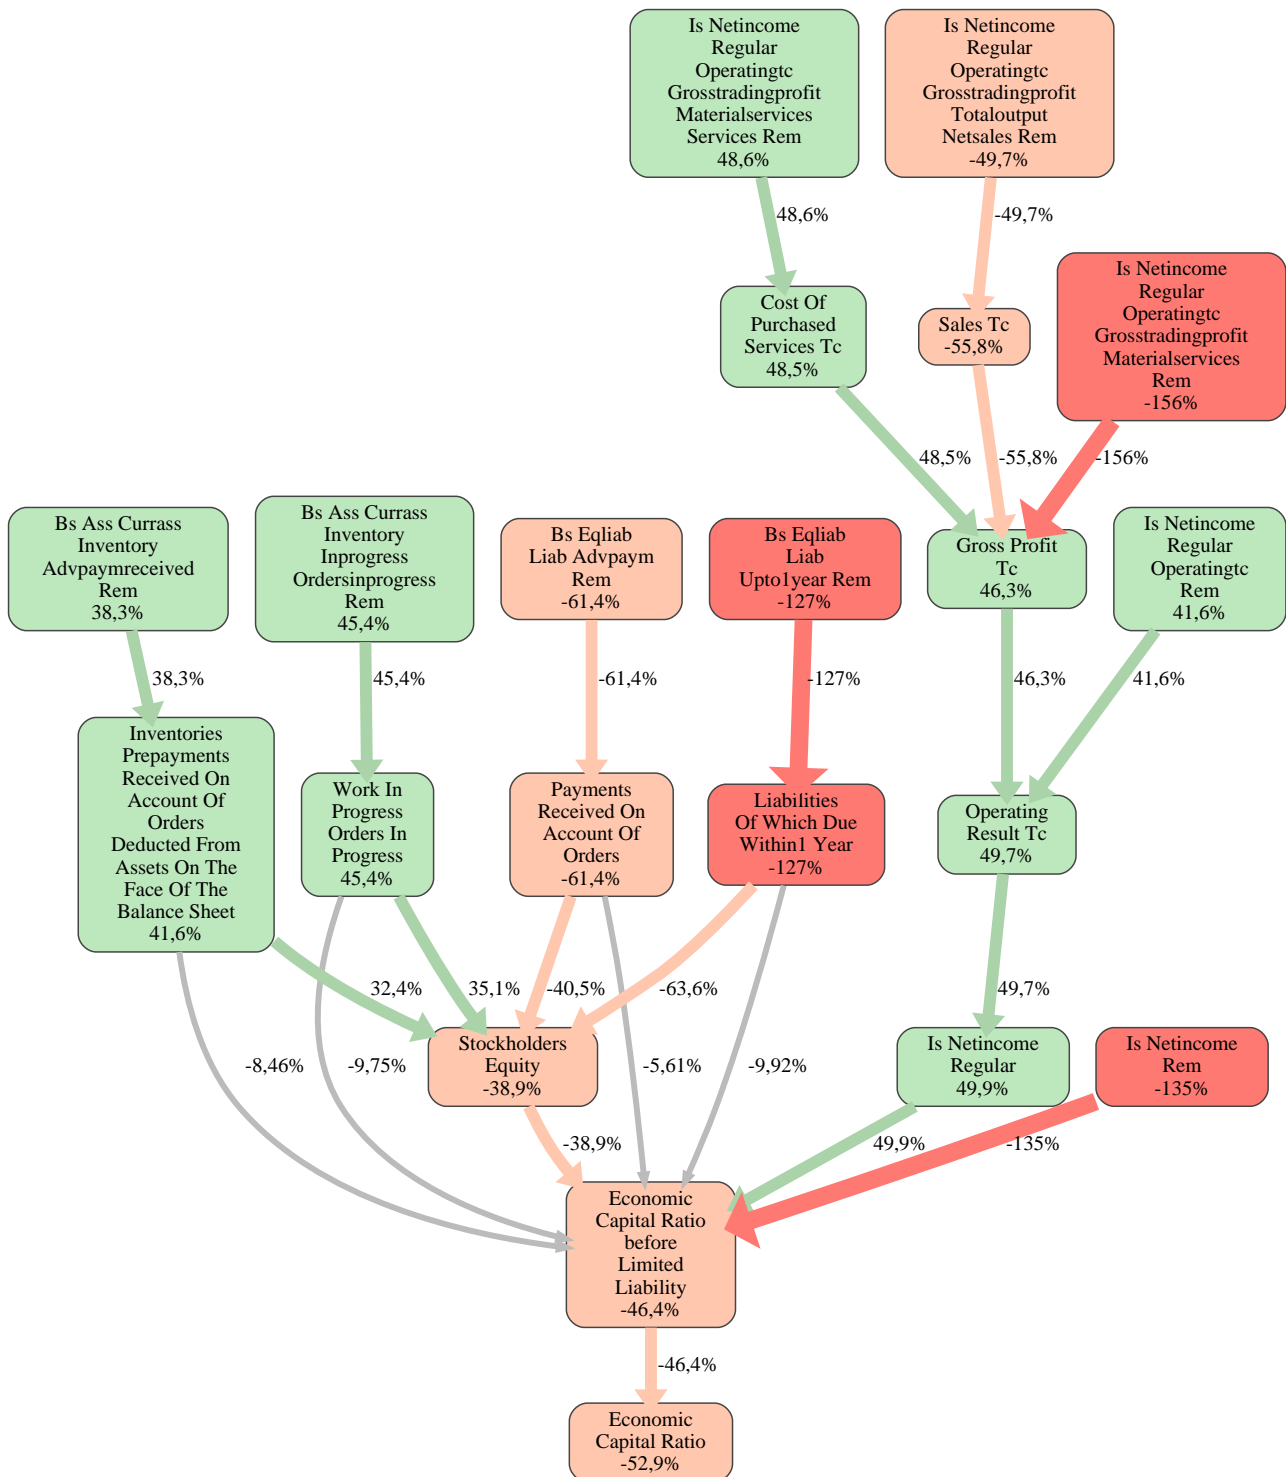 Is Netincome
Regular
Operatingtc
Grosstradingprofit
Materialservices
Services Rem
48,6%
Is Netincome
Regular
Operatingtc
Grosstradingprofit
Totaloutput
Netsales Rem
-49,7%
48,6%
-49,7%
Is Netincome
Regular
Operatingtc
Grosstradingprofit
Materialservices
Rem
-156%
Cost Of
Purchased
Services Tc
48,5%
Sales Tc
-55,8%
48,5%
-55,8%
-156%
Bs Ass Currass
Inventory
Advpaymreceived
Rem
38,3%
Bs Ass Currass
Inventory
Inprogress
Ordersinprogress
Rem
45,4%
Bs Eqliab
Liab Advpaym
Rem
-61,4%
Bs Eqliab
Liab
Upto1year Rem
-127%
Gross Profit
Tc
46,3%
Is Netincome
Regular
Operatingtc
Rem
41,6%
38,3%
45,4%
-61,4%
-127%
46,3%
41,6%
Inventories
Prepayments
Received On
Account Of
Orders
Deducted From
Assets On The
Face Of The
Balance Sheet
41,6%
Work In
Progress
Orders In
Progress
45,4%
Payments
Received On
Account Of
Orders
-61,4%
Liabilities
Of Which Due
Within1 Year
-127%
Operating
Result Tc
49,7%
32,4%
35,1%
-40,5%
-63,6%
49,7%
Stockholders
Equity
-38,9%
Is Netincome
Regular
49,9%
Is Netincome
Rem
-135%
-8,46%
-9,75%
-5,61%
-9,92%
-38,9%
49,9%
-135%
Economic
Capital Ratio
before
Limited
Liability
-46,4%
-46,4%
Economic
Capital Ratio
-52,9%